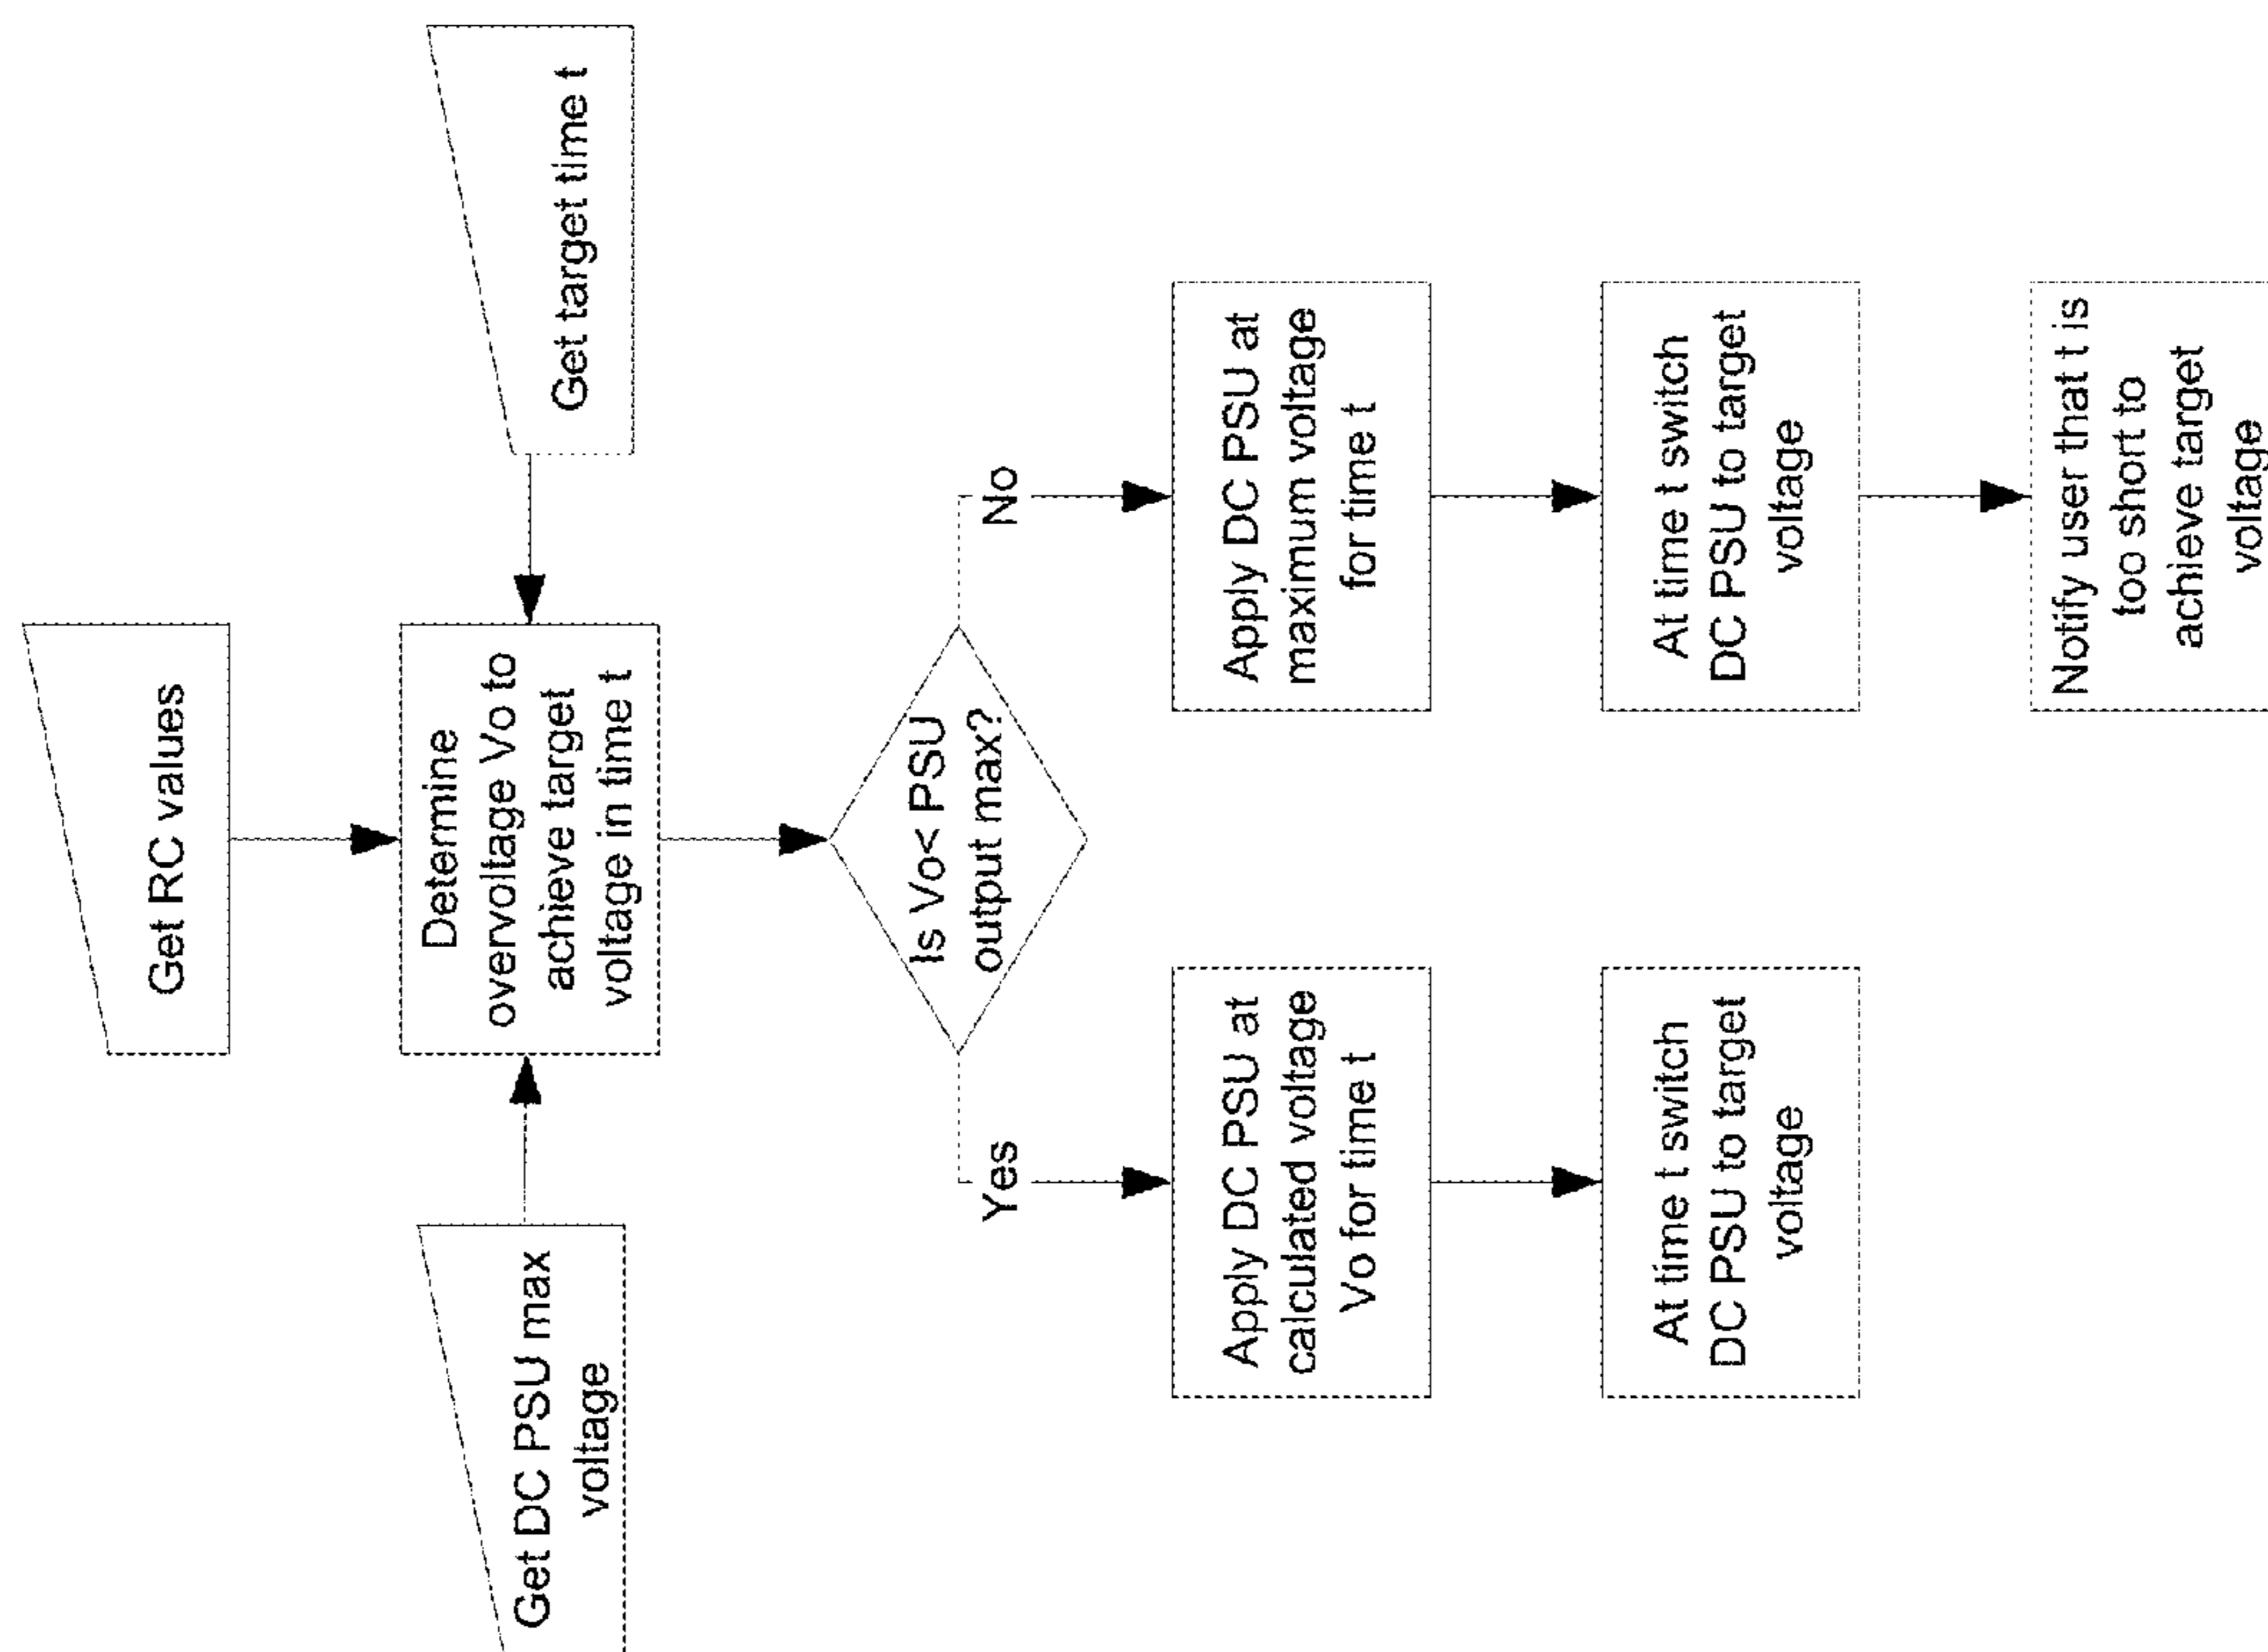 Get RC values
Get DC PSU max
voltage
Determine
overvoltage Vo to
achieve target
voltage in time t
Get target time t
Is Vo< PSU
output max?
Yes
No
Apply DC PSU at
calculated voltage
Vo for time t
At time t switch
DC PSU to target
voltage
Apply DC PSU at
maximum voltage
for time t
At time t switch
DC PSU to target
voltage
Notify user that t is
too short to
achieve target
voltage